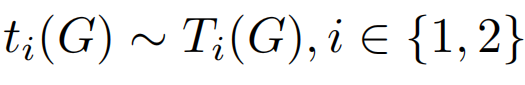 t_i(G) ∼ T_i(G), i ∈ {1, 2}